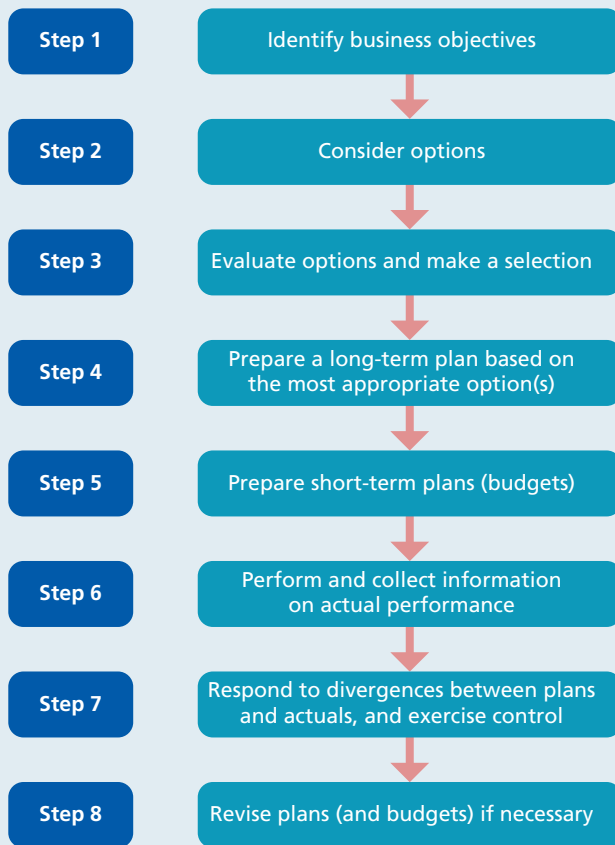 Step 1
Identify business objectives
Step 2
Consider options
Step 3
Evaluate options and make a selection
Step 4
Prepare a long-term plan based on
the most appropriate option(s)
Step 5
Prepare short-term plans (budgets)
Step 6
Perform and collect information
on actual performance
Step 7
Respond to divergences between plans
and actuals, and exercise control
Step 8
Revise plans (and budgets) if necessary